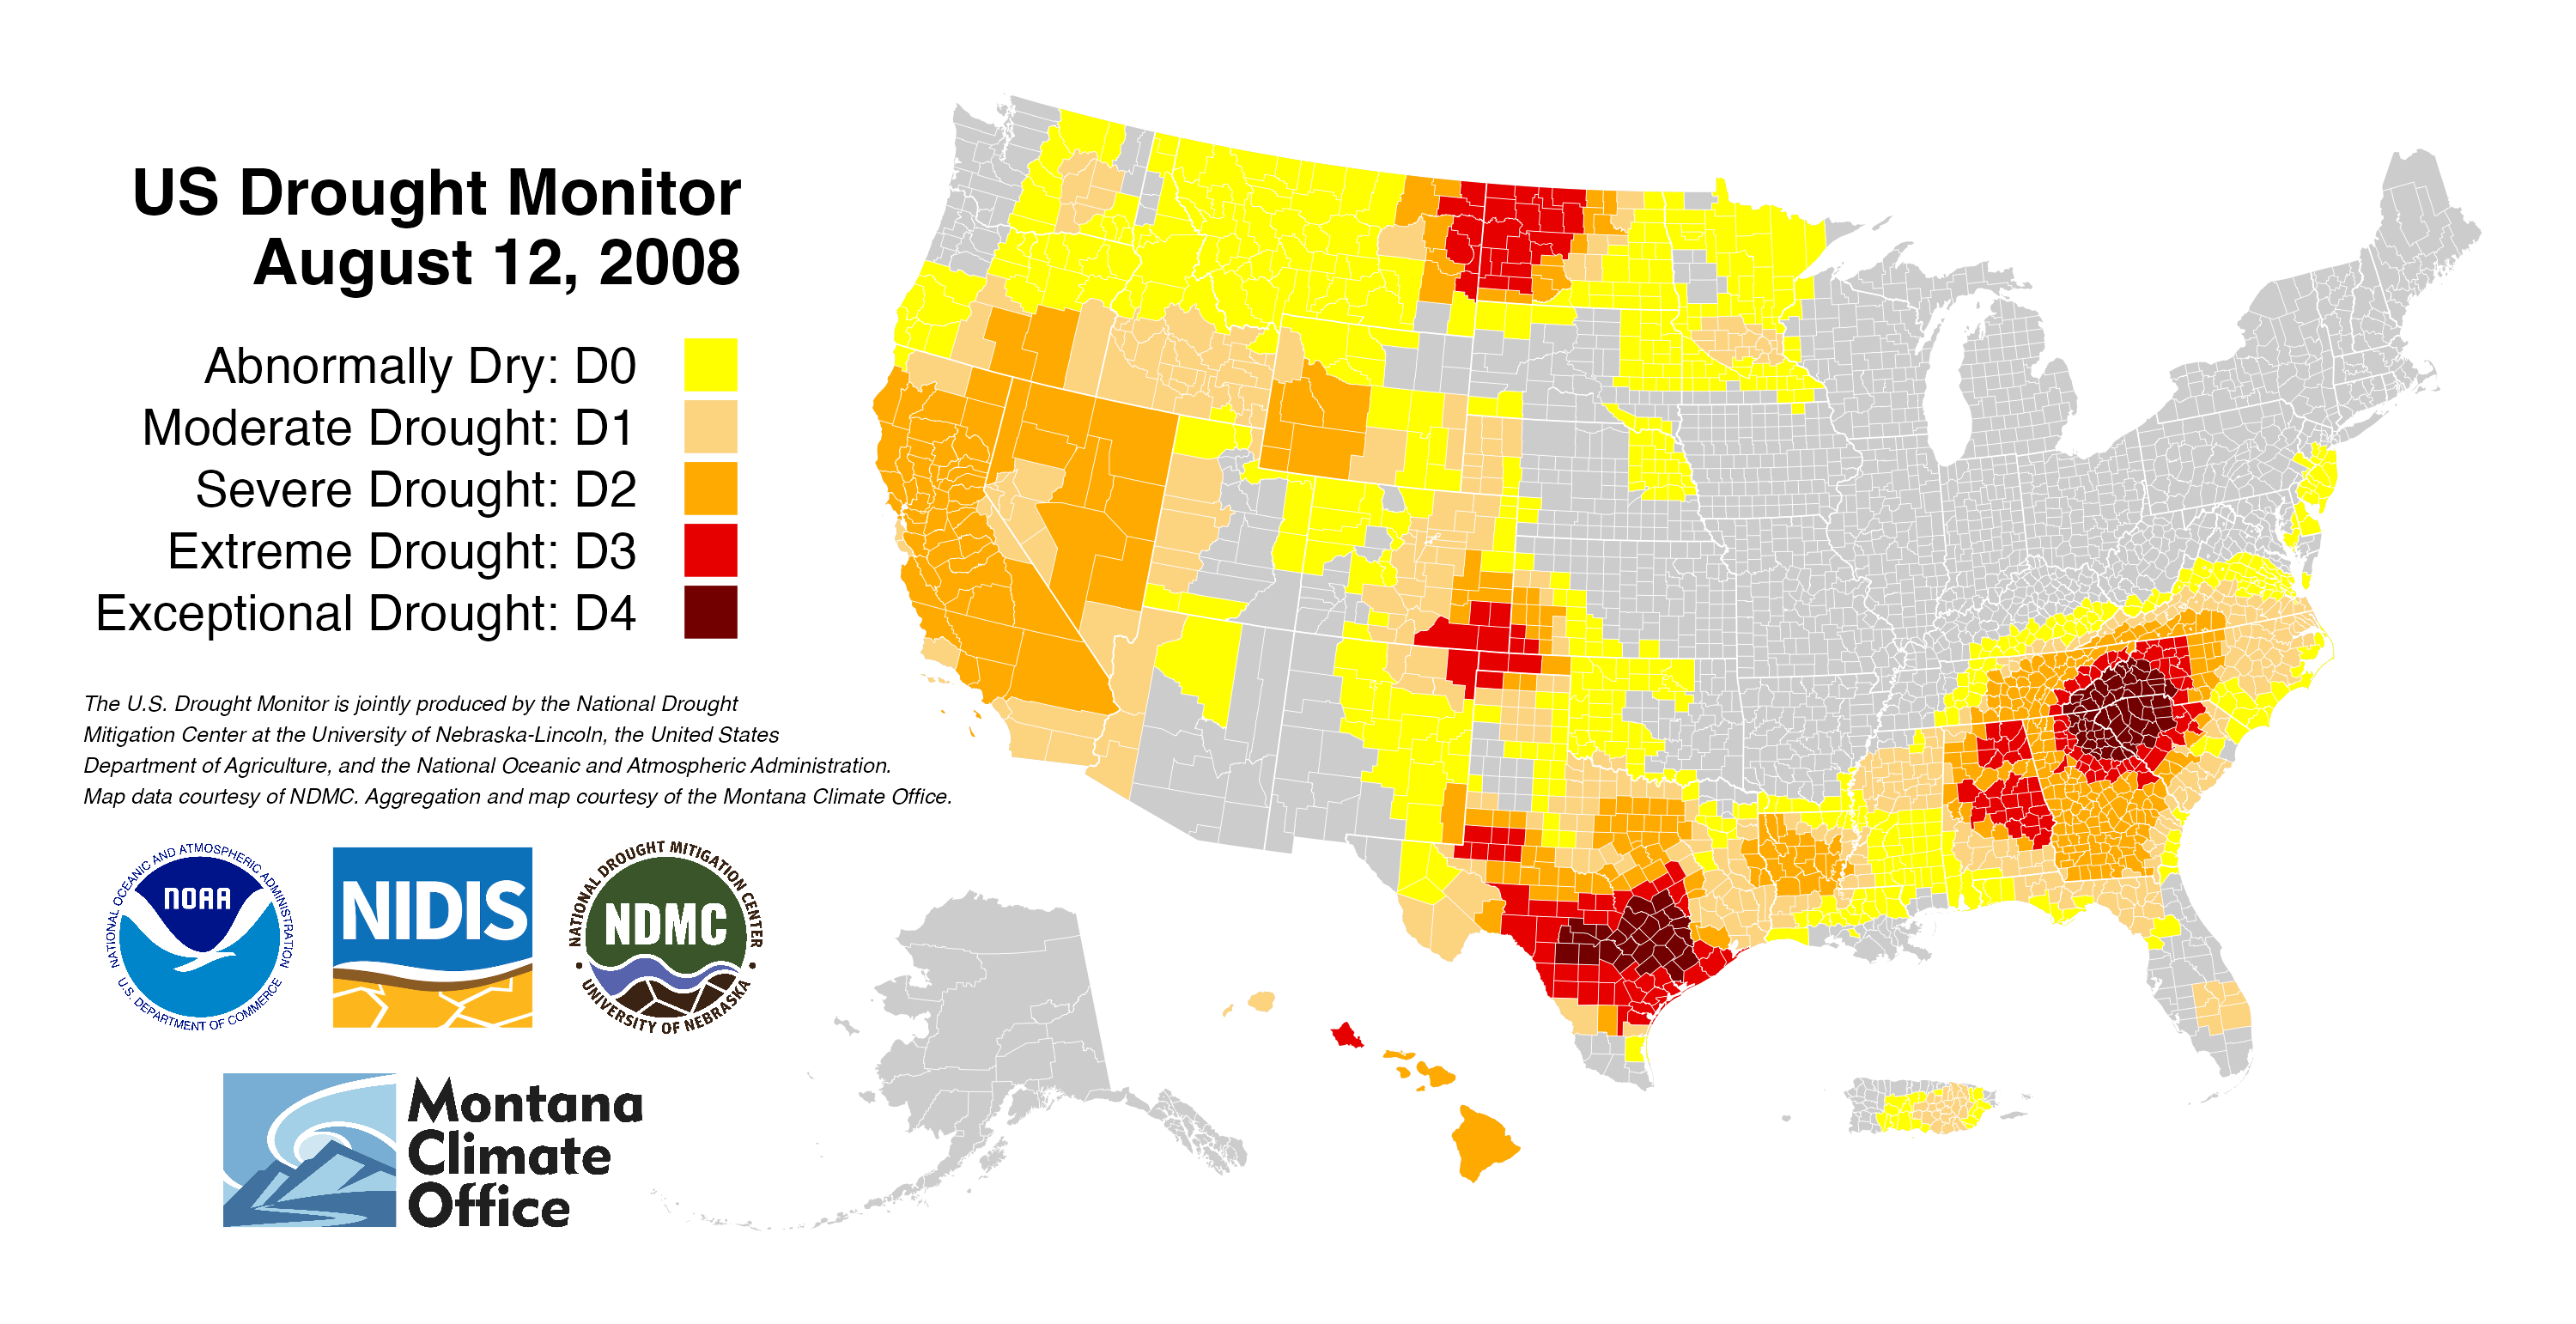 US Drought Monitor
August 12, 2008
Abnormally Dry: D0
Moderate Drought: D1
Severe Drought: D2
Extreme Drought: D3
Exceptional Drought: D4
The U.S. Drought Monitor is jointly produced by the National Drought
Mitigation Center at the University of Nebraska-Lincoln, the United States
Department of Agriculture, and the National Oceanic and Atmospheric Administration.
Map data courtesy of NDMC. Aggregation and map courtesy of the Montana Climate Office.
NATIONAL OCEANIC AND ATMOSPHERIC ADMINISTRATION
NOAA
U.S. DEPARTMENT OF COMMERCE
NIDIS
NATIONAL DROUGHT MITIGATION CENTER
NDMC
UNIVERSITY OF NEBRASKA
Montana
Climate
Office